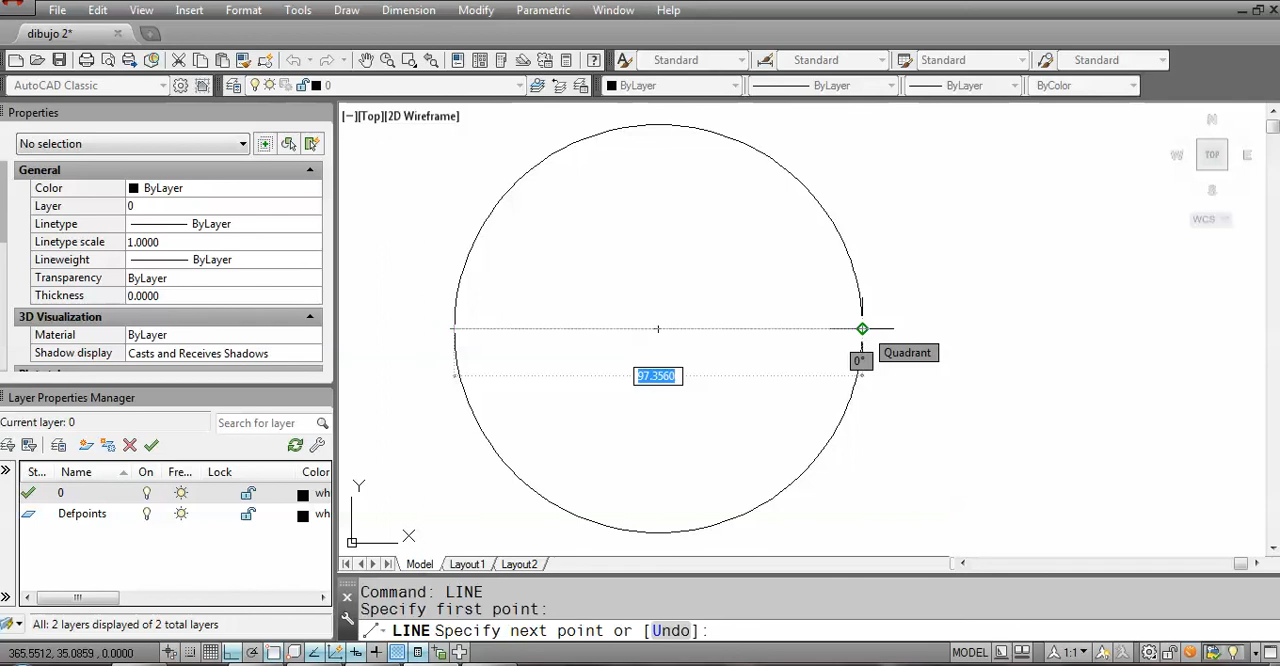 File Edit View Insert Format Tools Draw Dimension Modify Parametric Window Help
dibujo 2*
Standard Standard Standard Standard
AutoCAD Classic 0 ByLayer ByLayer ByLayer ByColor
Properties
No selection
General
Color ByLayer
Layer 0
Linetype ByLayer
Linetype scale 1.0000
Lineweight ByLayer
Transparency ByLayer
Thickness 0.0000
3D Visualization
Material ByLayer
Shadow display Casts and Receives Shadows
Layer Properties Manager
Current layer: 0 Search for layer
St... Name On Fre... Lock Color
0 wh
Defpoints wh
All: 2 layers displayed of 2 total layers
[−][Top][2D Wireframe]
N
W TOP E
S
WCS
Quadrant
0°
97.3560
Y
X
Model Layout1 Layout2
Command: LINE
Specify first point:
LINE Specify next point or [Undo]:
365.5512, 35.0859, 0.0000 MODEL 1:1